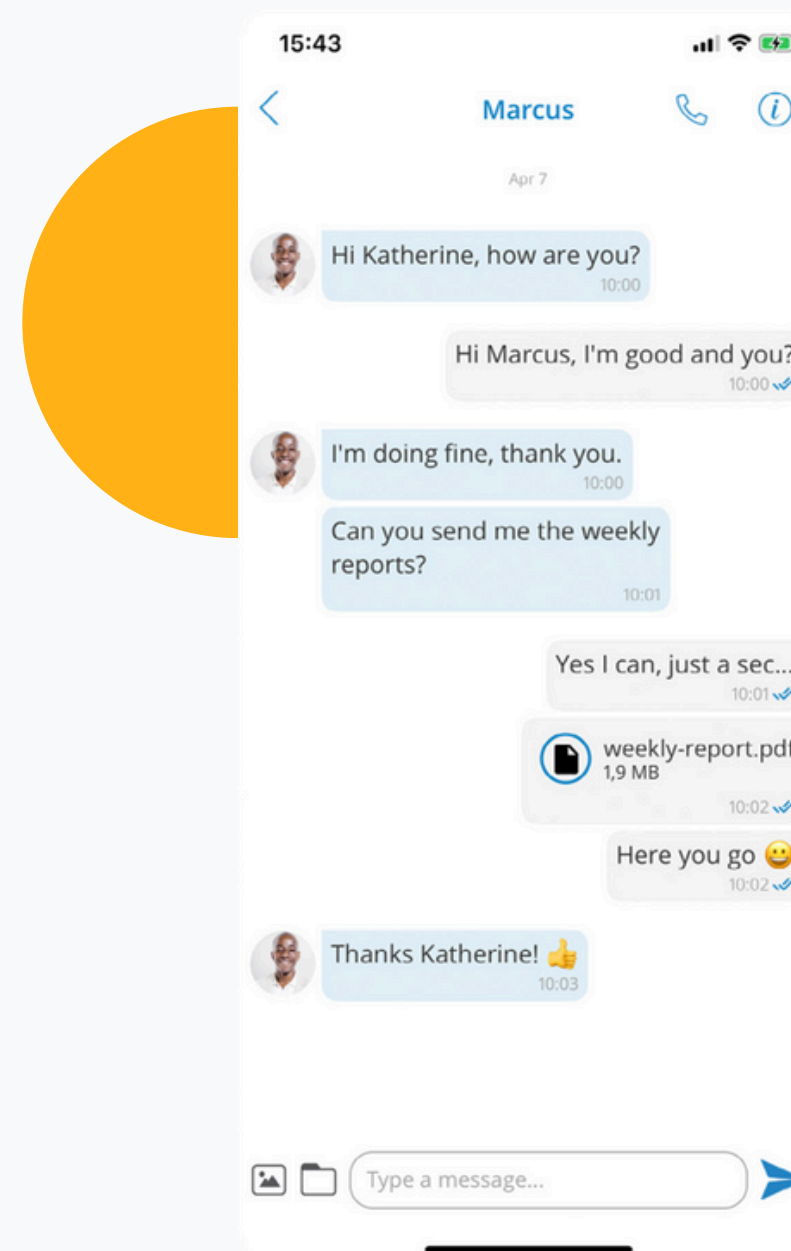 15:43
Marcus
Apr 7
Hi Katherine, how are you?
10:00
Hi Marcus, I'm good and you?
10:00
I'm doing fine, thank you.
10:00
Can you send me the weekly
reports?
10:01
Yes I can, just a sec...
10:01
weekly-report.pdf
1,9 MB
10:02
Here you go 😀
10:02
Thanks Katherine! 👍
10:03
Type a message...